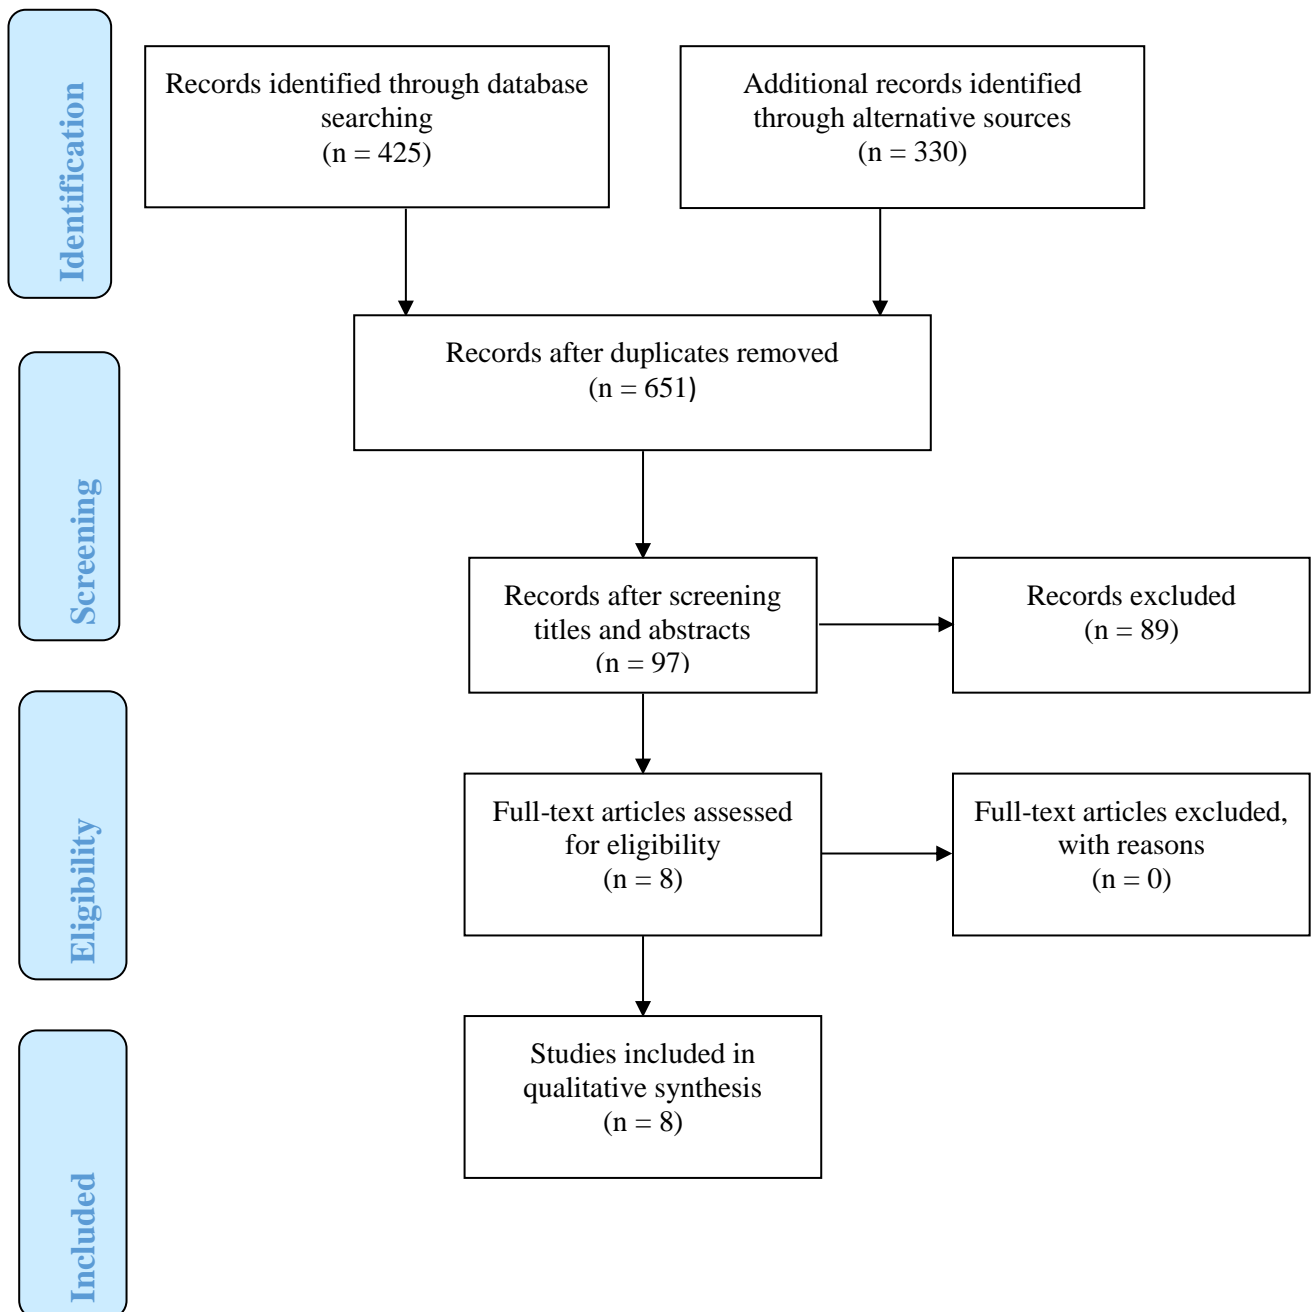 Identification
Records identified through database
searching
(n = 425)
Additional records identified
through alternative sources
(n = 330)
Records after duplicates removed
(n = 651)
Screening
Records after screening
titles and abstracts
(n = 97)
Records excluded
(n = 89)
Eligibility
Full-text articles assessed
for eligibility
(n = 8)
Full-text articles excluded,
with reasons
(n = 0)
Included
Studies included in
qualitative synthesis
(n = 8)